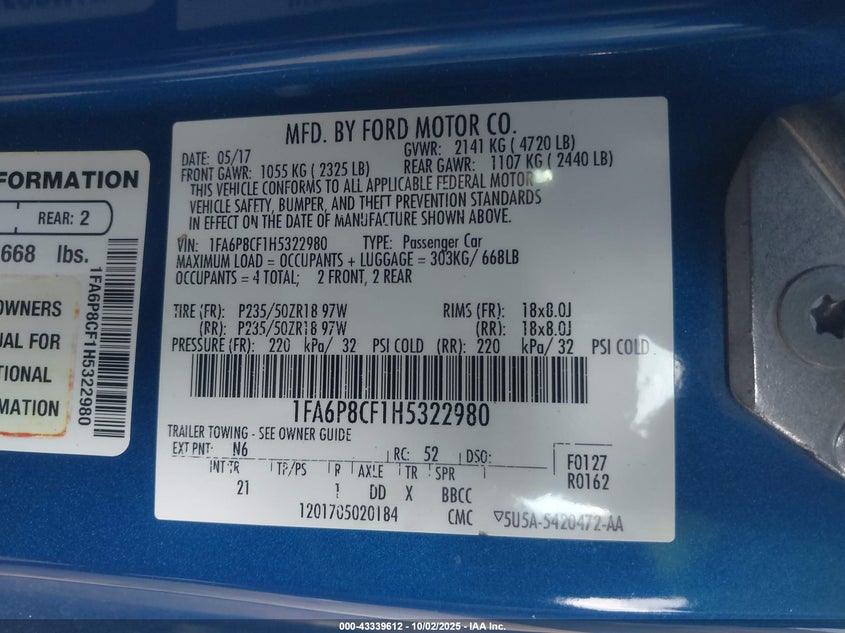 MFD. BY FORD MOTOR CO.
DATE: 05/17 GVWR: 2141 KG ( 4720 LB)
FRONT GAWR: 1055 KG ( 2325 LB) REAR GAWR: 1107 KG ( 2440 LB)
THIS VEHICLE CONFORMS TO ALL APPLICABLE FEDERAL MOTOR
VEHICLE SAFETY, BUMPER, AND THEFT PREVENTION STANDARDS
IN EFFECT ON THE DATE OF MANUFACTURE SHOWN ABOVE.
VIN: 1FA6P8CF1H5322980 TYPE: Passenger Car
MAXIMUM LOAD = OCCUPANTS + LUGGAGE = 303KG/ 668LB
OCCUPANTS = 4 TOTAL; 2 FRONT, 2 REAR
TIRE (FR): P235/50ZR18 97W RIMS (FR): 18x8.0J
(RR): P235/50ZR18 97W (RR): 18x8.0J
PRESSURE (FR): 220 kPa/ 32 PSI COLD (RR): 220 kPa/ 32 PSI COLD
1FA6P8CF1H5322980
TRAILER TOWING - SEE OWNER GUIDE
EXT PNT: N6 RC: 52 DSO:
INT TR TP/PS R AXLE TR SPR
21 1 DD X BBCC
F0127
R0162
1201705020184 CMC 5U5A-5420472-AA
FORMATION
REAR: 2
668 lbs.
OWNERS
UAL FOR
TIONAL
RMATION
1FA6P8CF1H5322980
000-43339612 - 10/02/2025 - IAA Inc.